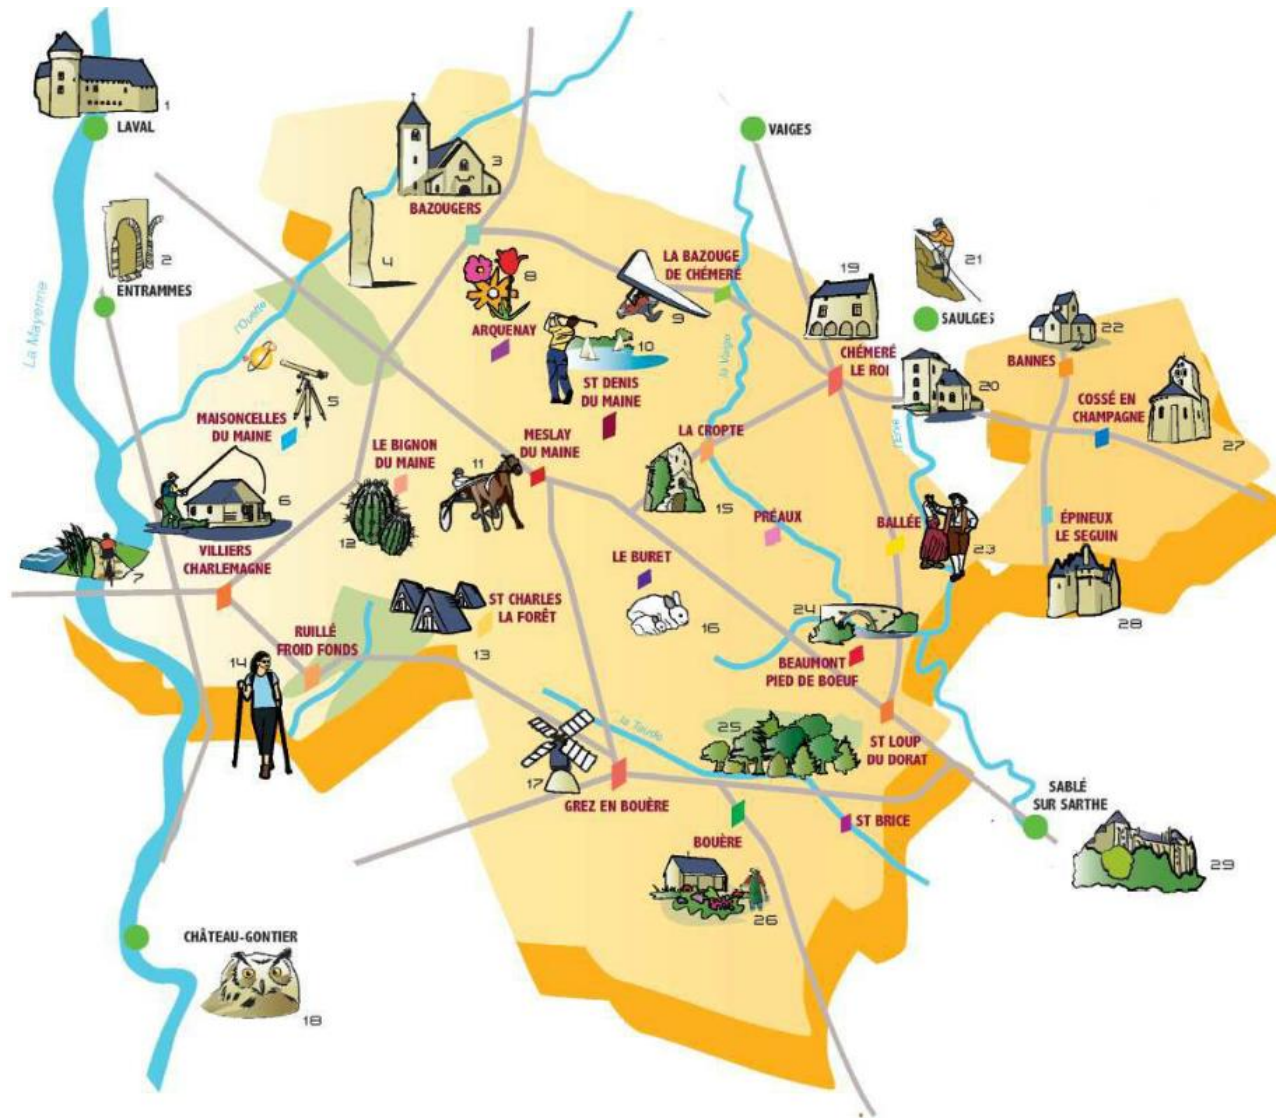 1
LAVAL
VAIGES
3
BAZOUGERS
2
ENTRAMMES
4
La Mayenne
l'Ouette
8
ARQUENAY
LA BAZOUGE
DE CHÉMERÉ
9
la Vaige
19
CHÉMERÉ
LE ROI
21
SAULGES
22
BANNES
20
COSSÉ EN
CHAMPAGNE
27
l'Erve
5
MAISONCELLES
DU MAINE
10
ST DENIS
DU MAINE
LE BIGNON
DU MAINE
11
MESLAY
DU MAINE
LA CROPTE
15
6
VILLIERS
CHARLEMAGNE
7
12
PRÉAUX
BALLÉE
23
ÉPINEUX
LE SEGUIN
28
LE BURET
16
ST CHARLES
LA FORÊT
13
RUILLÉ
FROID FONDS
14
24
BEAUMONT
PIED DE BOEUF
25
la Taude
ST LOUP
DU DORAT
17
GREZ EN BOUÈRE
BOUÈRE
26
ST BRICE
SABLÉ
SUR SARTHE
29
CHÂTEAU-GONTIER
18